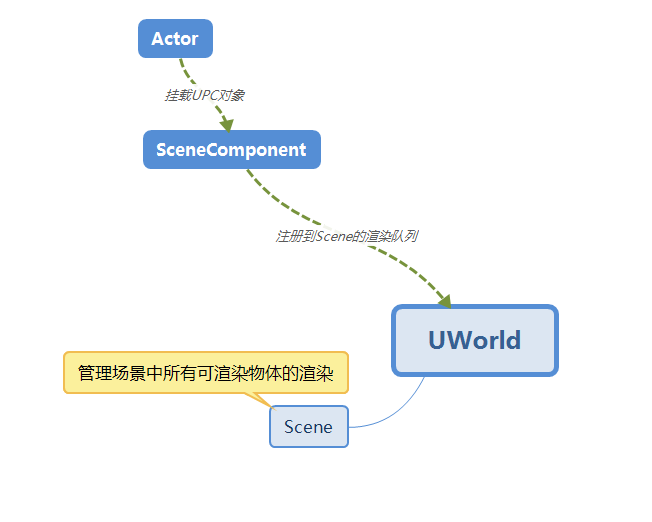 Actor
挂载UPC对象
SceneComponent
注册到Scene的渲染队列
UWorld
管理场景中所有可渲染物体的渲染
Scene